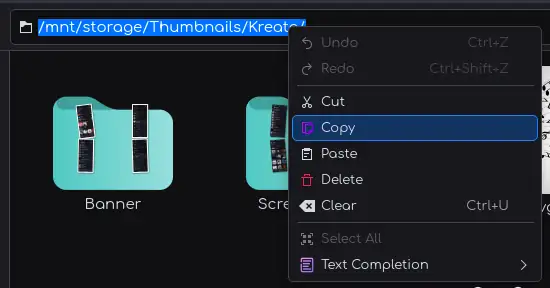 /mnt/storage/Thumbnails/Kreate/
Undo Ctrl+Z
Redo Ctrl+Shift+Z
Cut
Copy
Paste
Delete
Clear Ctrl+U
Select All
Text Completion
Banner